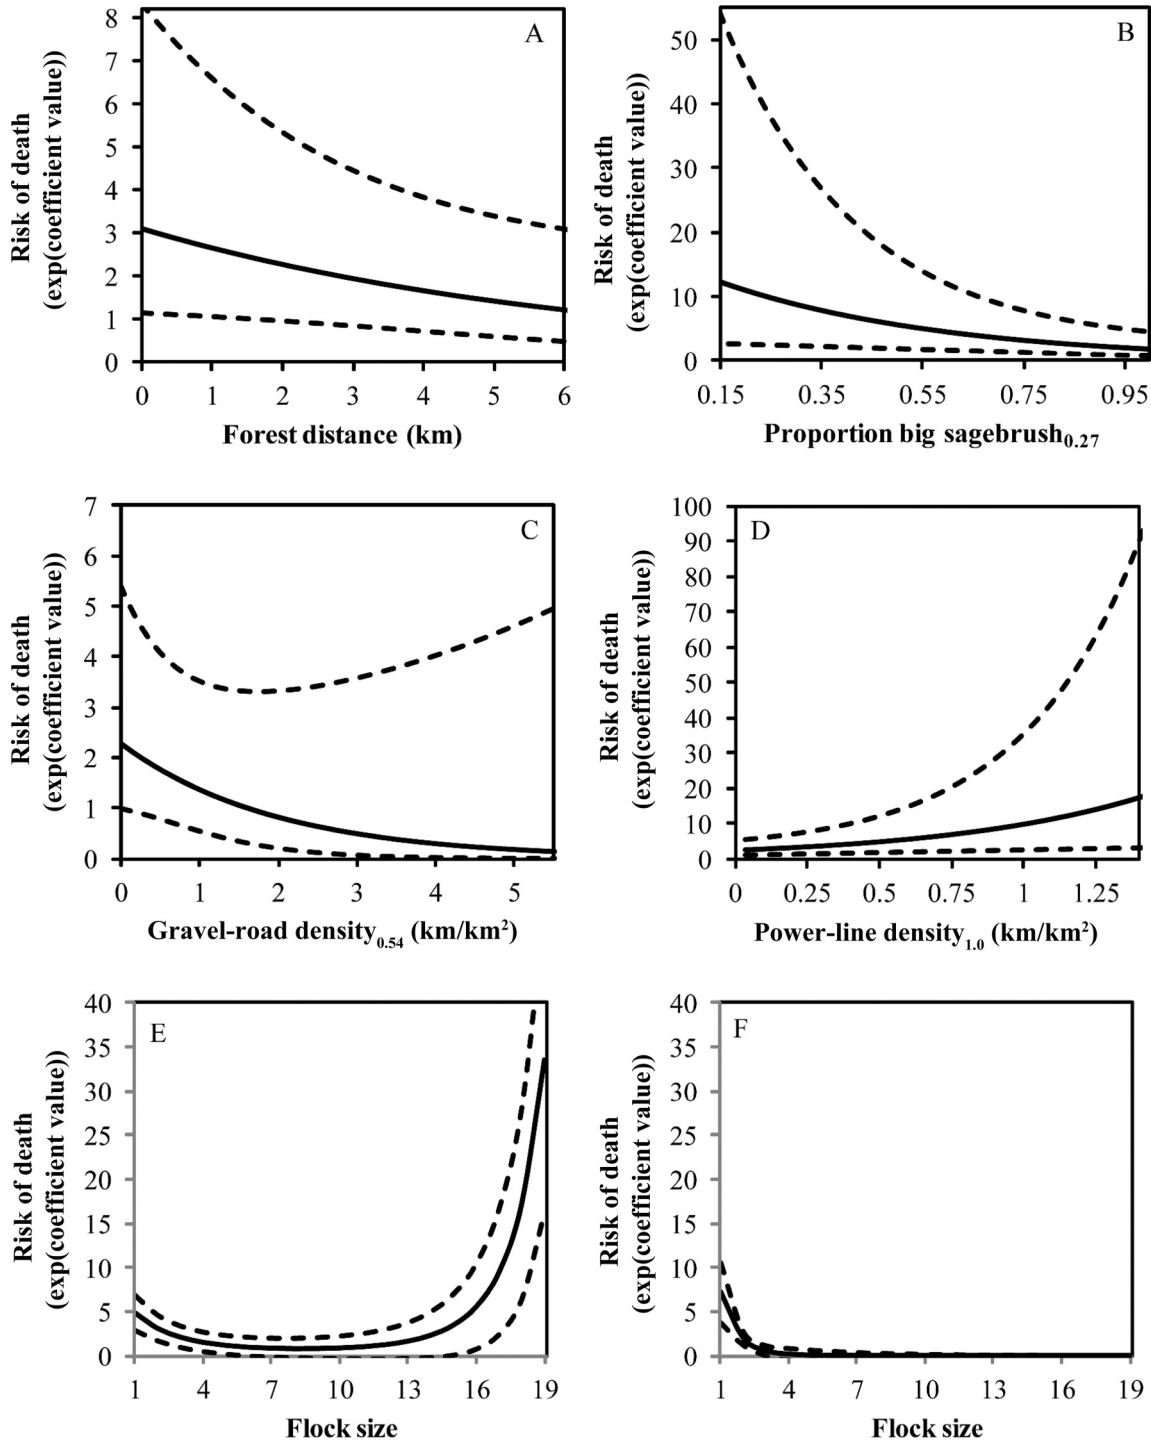 A
Risk of death
(exp(coefficient value))
8
7
6
5
4
3
2
1
0
0 1 2 3 4 5 6
Forest distance (km)
B
Risk of death
((exp(coefficient value))
50
40
30
20
10
0
0.15 0.35 0.55 0.75 0.95
Proportion big sagebrush0.27
C
Risk of death
(exp(coefficient value))
7
6
5
4
3
2
1
0
0 1 2 3 4 5
Gravel-road density0.54 (km/km²)
D
Risk of death
(exp(coefficient value))
100
90
80
70
60
50
40
30
20
10
0
0 0.25 0.5 0.75 1 1.25
Power-line density1.0 (km/km²)
E
Risk of death
(exp(coefficient value))
40
35
30
25
20
15
10
5
0
1 4 7 10 13 16 19
Flock size
F
Risk of death
(exp(coefficient value))
40
35
30
25
20
15
10
5
0
1 4 7 10 13 16 19
Flock size